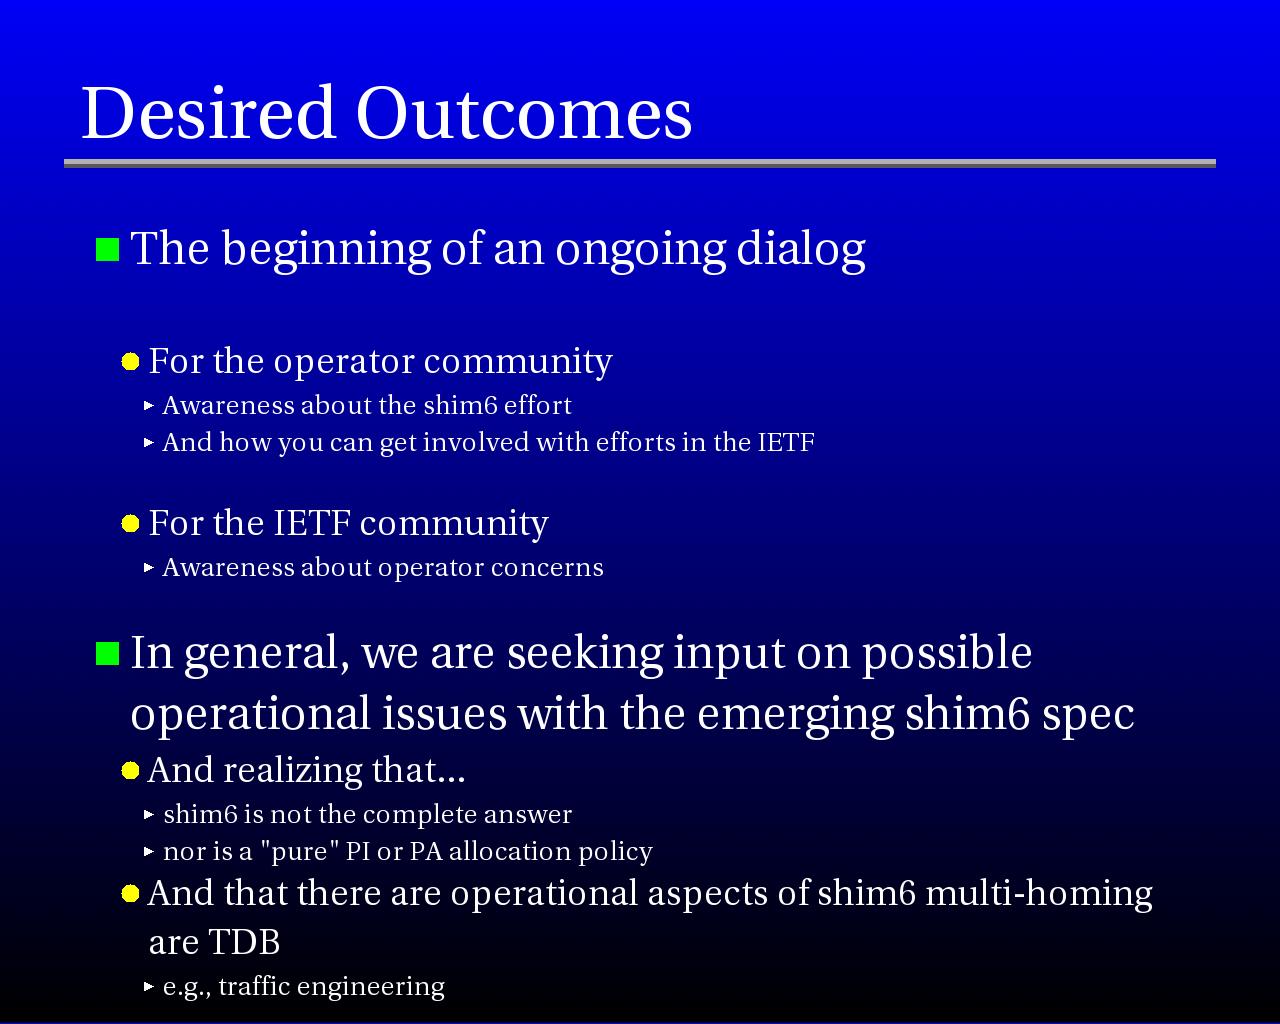 Desired Outcomes
The beginning of an ongoing dialog
For the operator community
Awareness about the shim6 effort
And how you can get involved with efforts in the IETF
For the IETF community
Awareness about operator concerns
In general, we are seeking input on possible
operational issues with the emerging shim6 spec
And realizing that...
shim6 is not the complete answer
nor is a "pure" PI or PA allocation policy
And that there are operational aspects of shim6 multi-homing
are TDB
e.g., traffic engineering